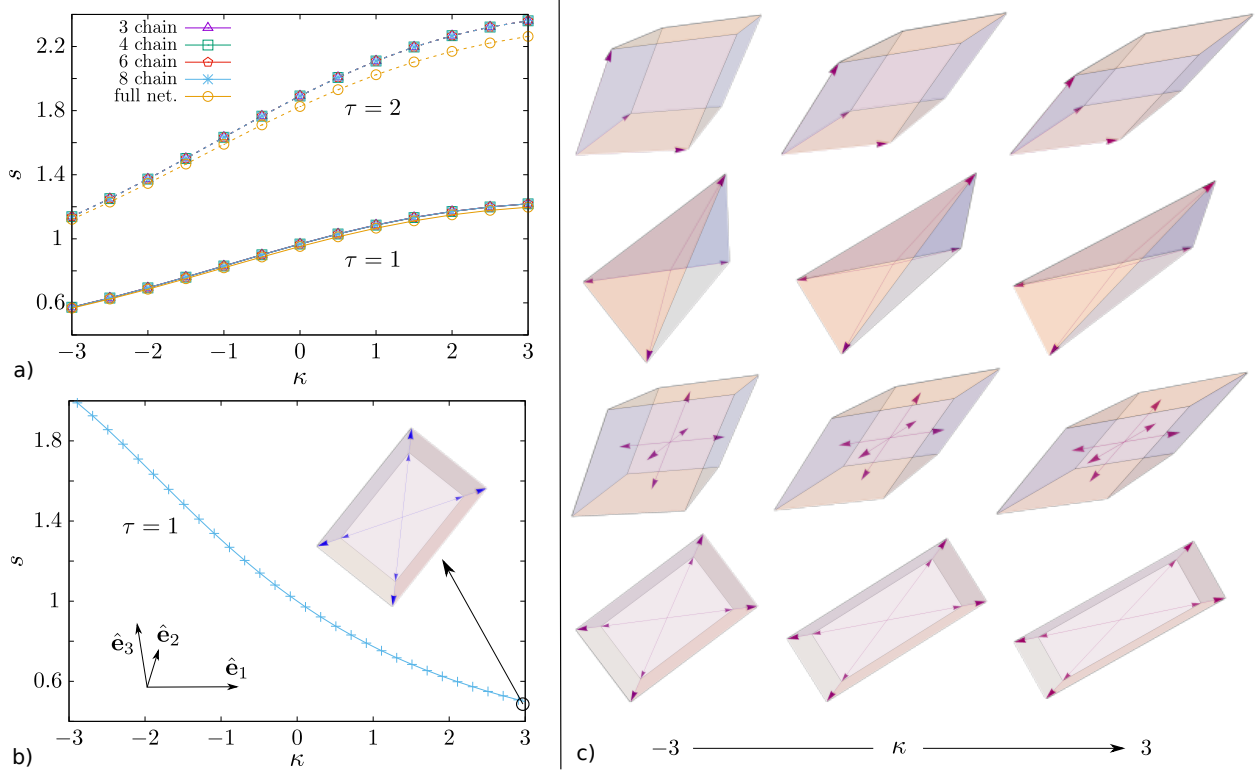 3 chain
4 chain
6 chain
8 chain
full net.
2.2
1.8
1.4
1
0.6
s
τ = 2
τ = 1
−3 −2 −1 0 1 2 3
κ
a)
1.8
1.4
1
0.6
s
τ = 1
ê₃ ê₂ ê₁
−3 −2 −1 0 1 2 3
κ
b)
c) −3 κ 3